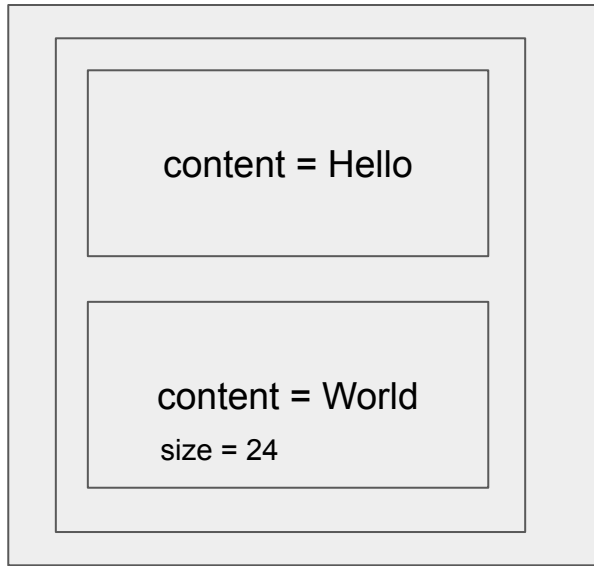 content = Hello
content = World
size = 24